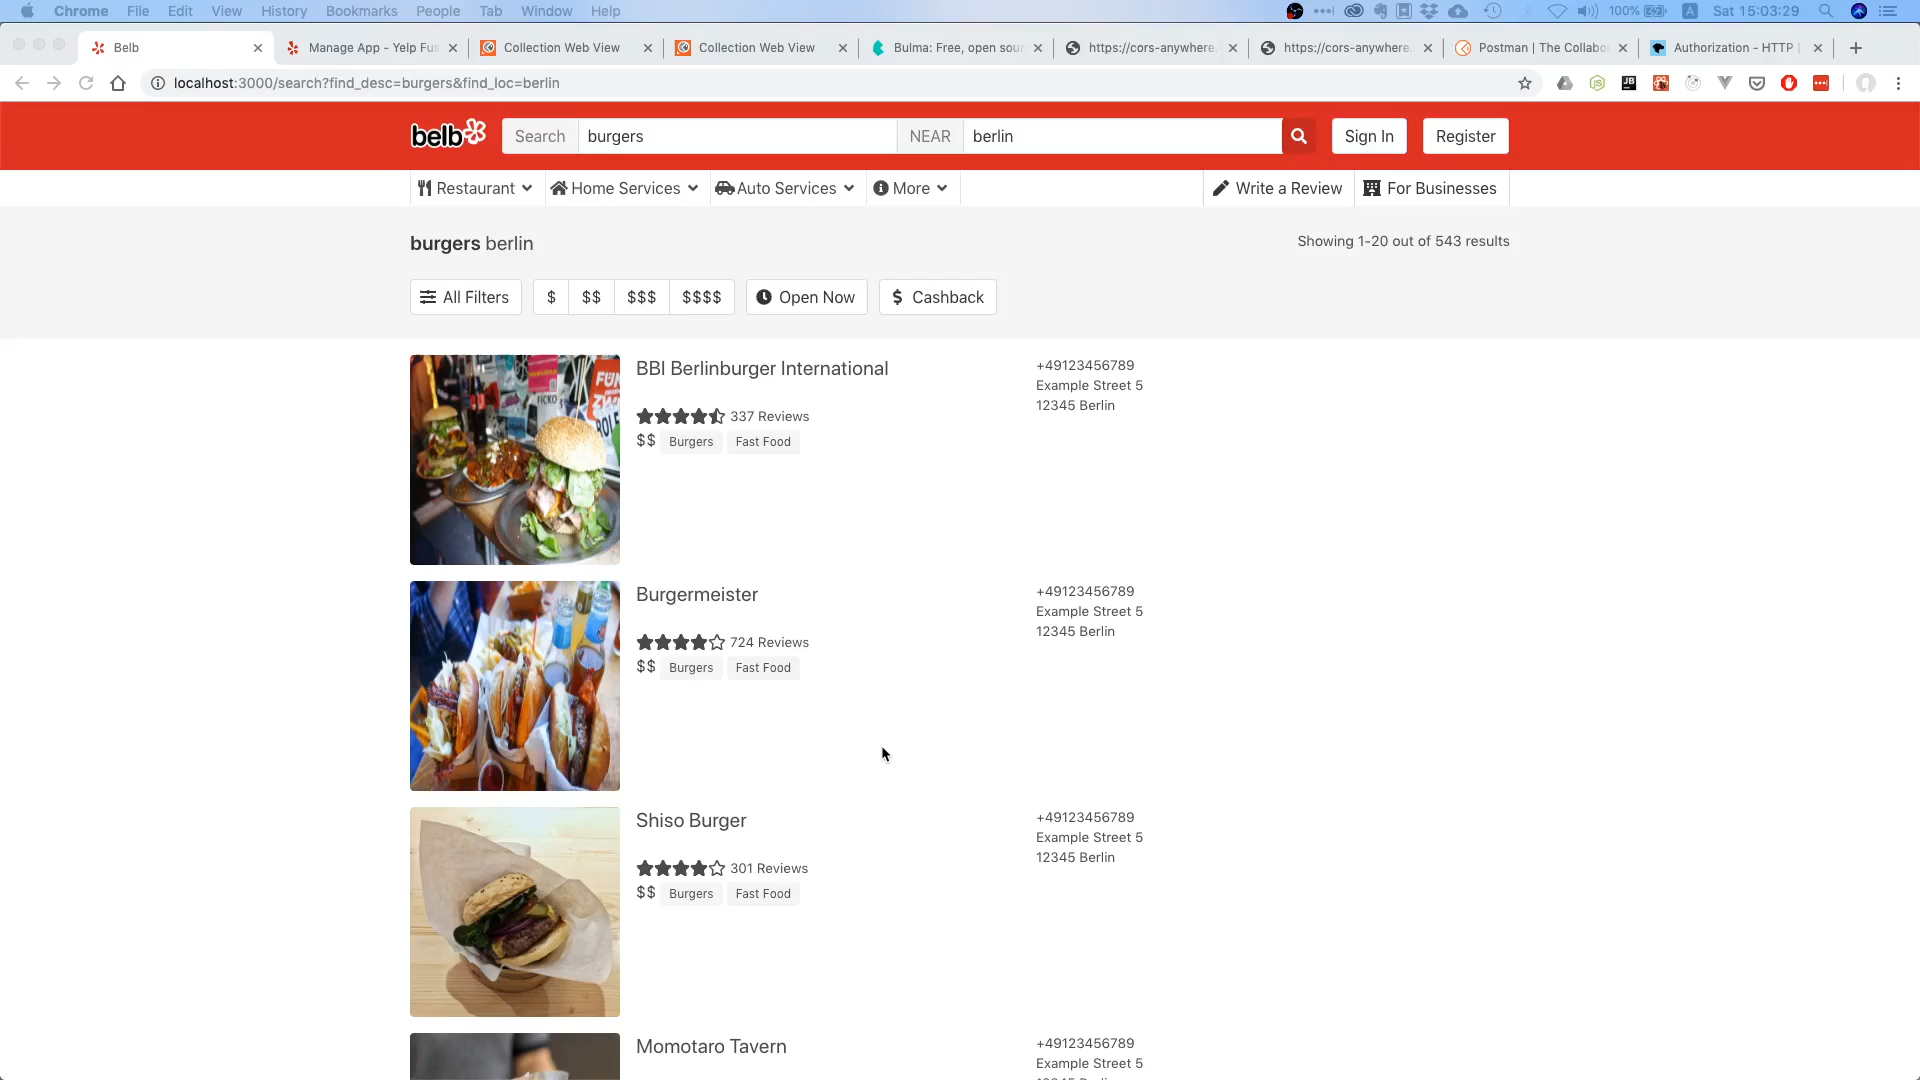 Chrome File Edit View History Bookmarks People Tab Window Help
100% A Sat 15:03:29
Belb
Manage App - Yelp Fus
Collection Web View
Collection Web View
Bulma: Free, open sour
https://cors-anywhere.
https://cors-anywhere.
Postman | The Collabo
Authorization - HTTP |
localhost:3000/search?find_desc=burgers&find_loc=berlin
JB
belb
Search burgers NEAR berlin
Sign In
Register
Restaurant
Home Services
Auto Services
More
Write a Review
For Businesses
burgers berlin
Showing 1-20 out of 543 results
All Filters
$ $$ $$$ $$$$
Open Now
$ Cashback
BBI Berlinburger International
337 Reviews
$$ Burgers Fast Food
+49123456789
Example Street 5
12345 Berlin
Burgermeister
724 Reviews
$$ Burgers Fast Food
+49123456789
Example Street 5
12345 Berlin
Shiso Burger
301 Reviews
$$ Burgers Fast Food
+49123456789
Example Street 5
12345 Berlin
Momotaro Tavern
+49123456789
Example Street 5